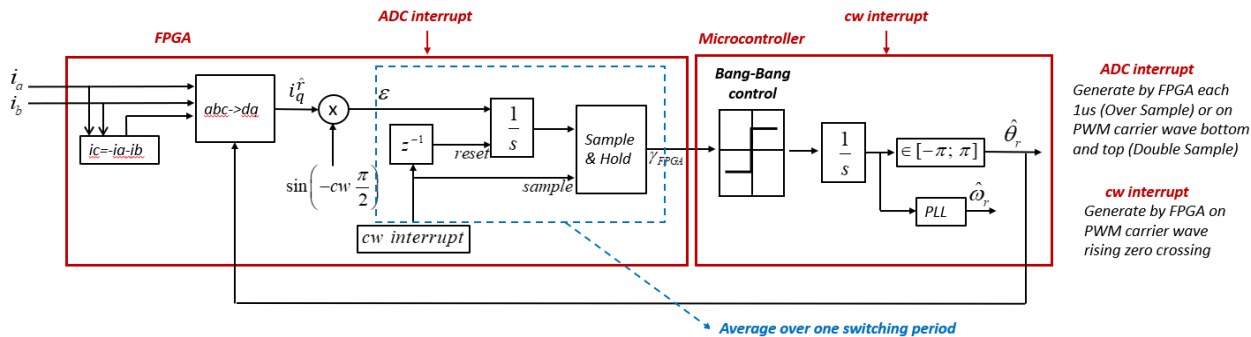 ADC interrupt
cw interrupt
FPGA
Microcontroller
i_a
i_b
abc->dq
ic=-ia-ib
i_q^r̂
x
sin(-cw π/2)
ε
z⁻¹
reset
1/s
sample
Sample
& Hold
cw interrupt
γ_FPGA
Bang-Bang
control
1/s
∈[-π; π]
θ̂_r
PLL
ω̂_r
ADC interrupt
Generate by FPGA each
1us (Over Sample) or on
PWM carrier wave bottom
and top (Double Sample)
cw interrupt
Generate by FPGA on
PWM carrier wave
rising zero crossing
Average over one switching period